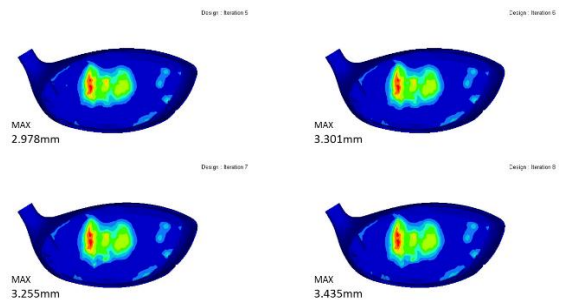 Design : Iteration 5
MAX
2.978mm
Design : Iteration 6
MAX
3.301mm
Design : Iteration 7
MAX
3.255mm
Design : Iteration 8
MAX
3.435mm